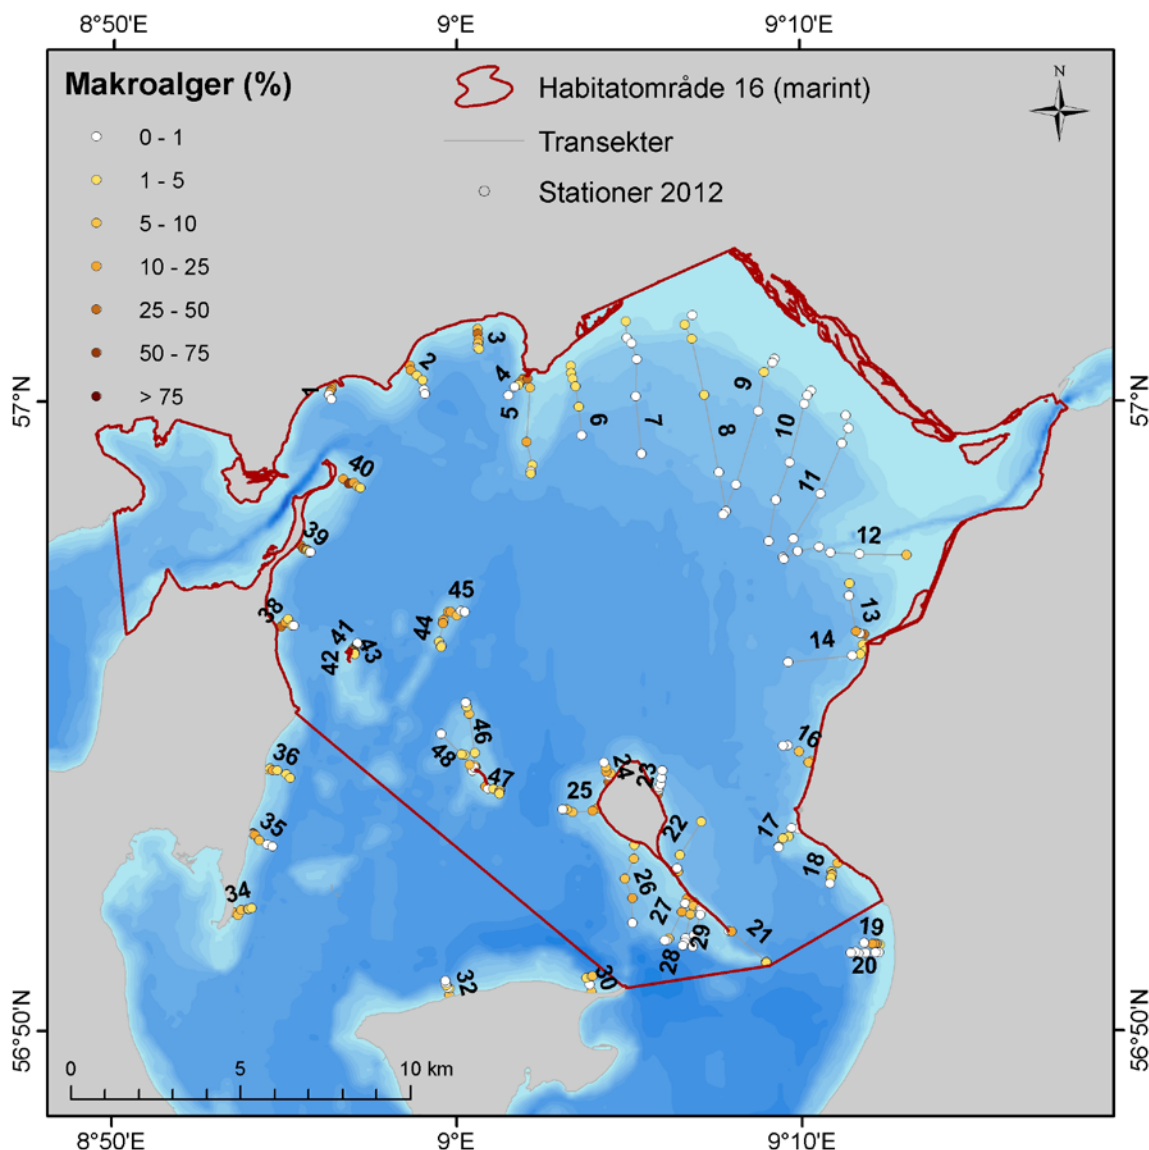 8°50'E
9°E
9°10'E
N
Makroalger (%)
0 - 1
1 - 5
5 - 10
10 - 25
25 - 50
50 - 75
> 75
Habitatområde 16 (marint)
Transekter
Stationer 2012
57°N
57°N
1
2
3
4
5
6
7
8
9
10
11
12
13
14
16
17
18
19
20
21
22
23
24
25
26
27
28
29
30
32
34
35
36
38
39
40
41
42
43
44
45
46
47
48
56°50'N
56°50'N
0
5
10 km
8°50'E
9°E
9°10'E